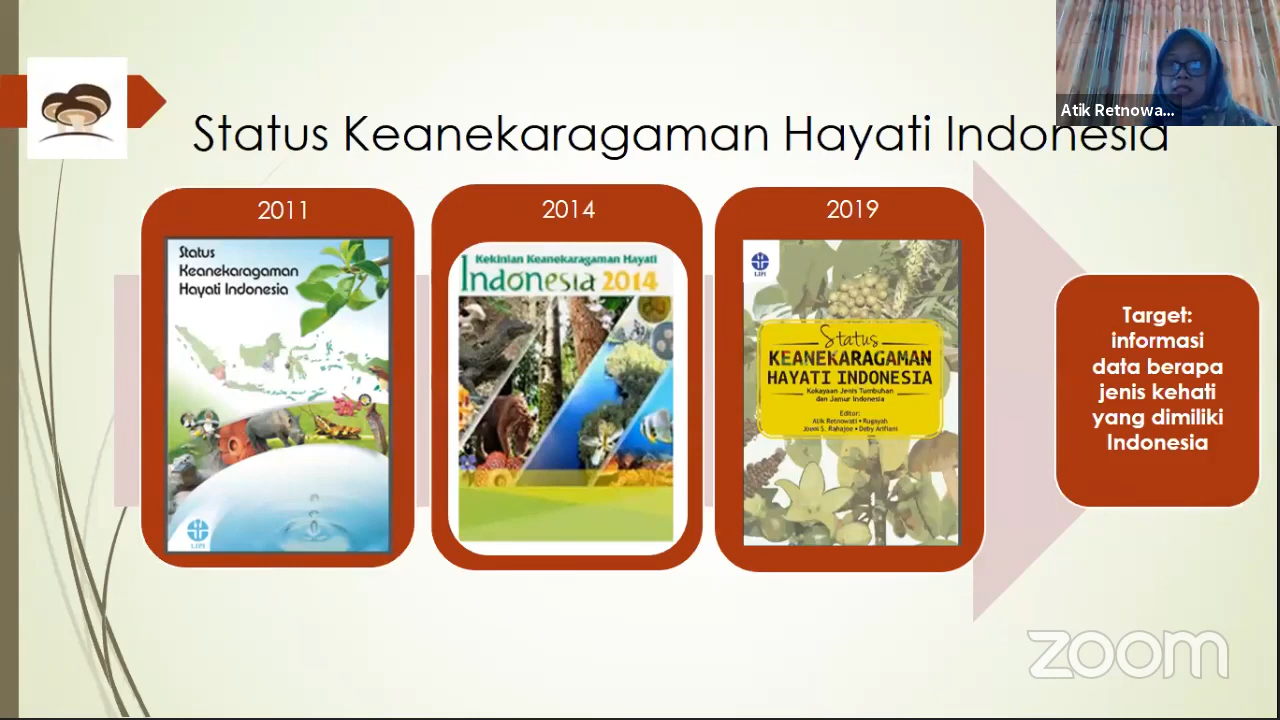 Atik Retnowa...
Status Keanekaragaman Hayati Indonesia
2011
Status
Keanekaragaman
Hayati Indonesia
LIPI
2014
Kekinian Keanekaragaman Hayati
Indonesia 2014
2019
LIPI
Status
KEANEKARAGAMAN
HAYATI INDONESIA
Kekayaan Jenis Tumbuhan
dan Jamur Indonesia
Editor:
Atik Retnowati • Rugayah
Joeni S. Rahajoe • Deby Arifiani
Target:
informasi
data berapa
jenis kehati
yang dimiliki
Indonesia
zoom